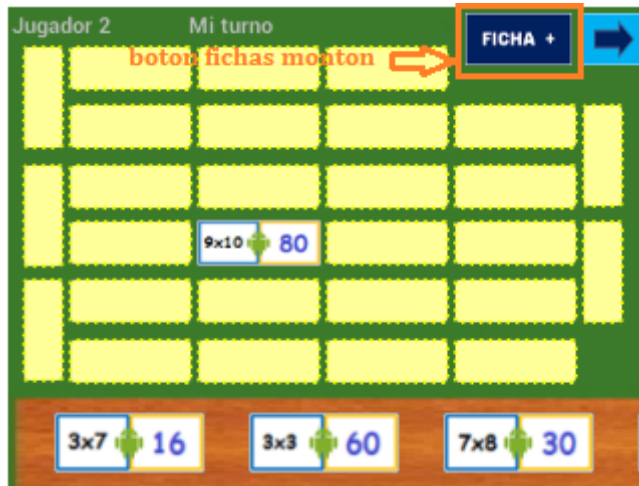 Jugador 2 Mi turno
FICHA +
boton fichas monton
9x10 80
3x7 16 3x3 60 7x8 30